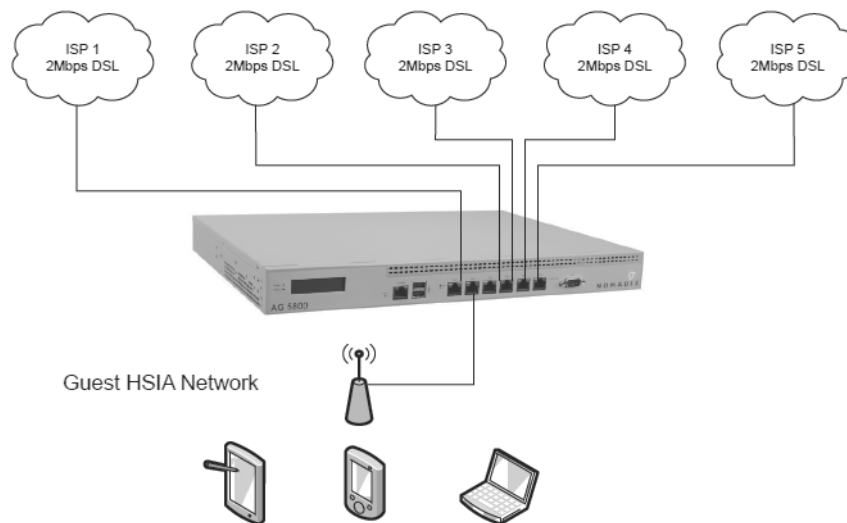 ISP 1
2Mbps DSL
ISP 2
2Mbps DSL
ISP 3
2Mbps DSL
ISP 4
2Mbps DSL
ISP 5
2Mbps DSL
AG 5800
NOMADIX
Guest HSIA Network